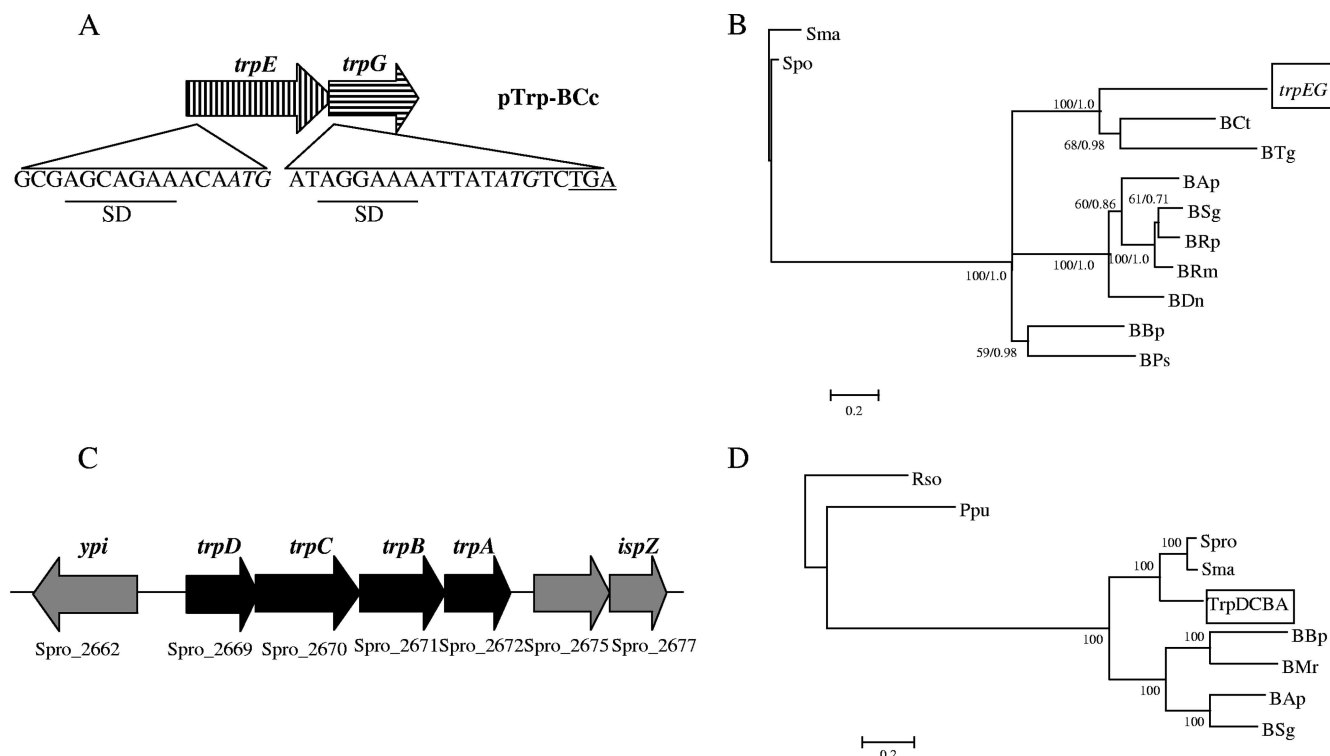 A
trpE trpG
pTrp-BCc
GCGAGCAGAAACAATG ATAGGAAAATTATATGTCTGA
SD SD
B
Sma
Spo
trpEG
100/1.0
BCt
68/0.98
BTg
BAp
60/0.86
61/0.71
BSg
BRp
100/1.0
100/1.0
100/1.0
BRm
BDn
BBp
59/0.98
BPs
0.2
C
ypi trpD trpC trpB trpA ispZ
Spro_2662 Spro_2669 Spro_2670 Spro_2671 Spro_2672 Spro_2675 Spro_2677
D
Rso
Ppu
Spro
100
100
Sma
TrpDCBA
100
100
BBp
BMr
100
BAp
100
BSg
0.2